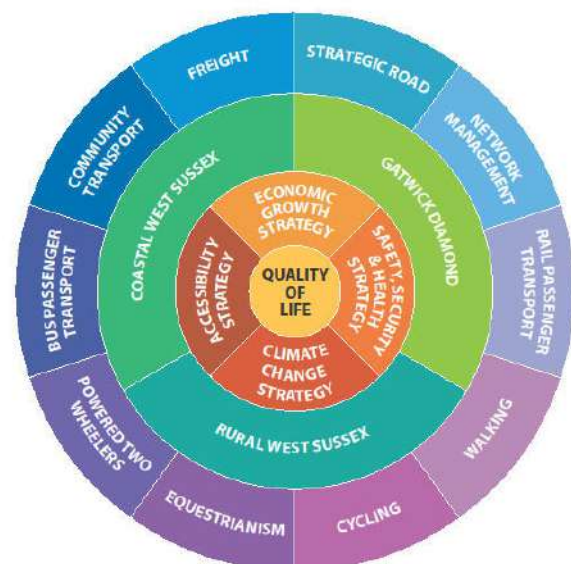 FREIGHT
STRATEGIC ROAD
NETWORK
MANAGEMENT
RAIL PASSENGER
TRANSPORT
WALKING
CYCLING
EQUESTRIANISM
POWERED TWO
WHEELERS
BUS PASSENGER
TRANSPORT
COMMUNITY
TRANSPORT
COASTAL WEST SUSSEX
GATWICK DIAMOND
RURAL WEST SUSSEX
ECONOMIC
GROWTH
STRATEGY
SAFETY, SECURITY
& HEALTH
STRATEGY
CLIMATE
CHANGE
STRATEGY
ACCESSIBILITY
STRATEGY
QUALITY
OF
LIFE